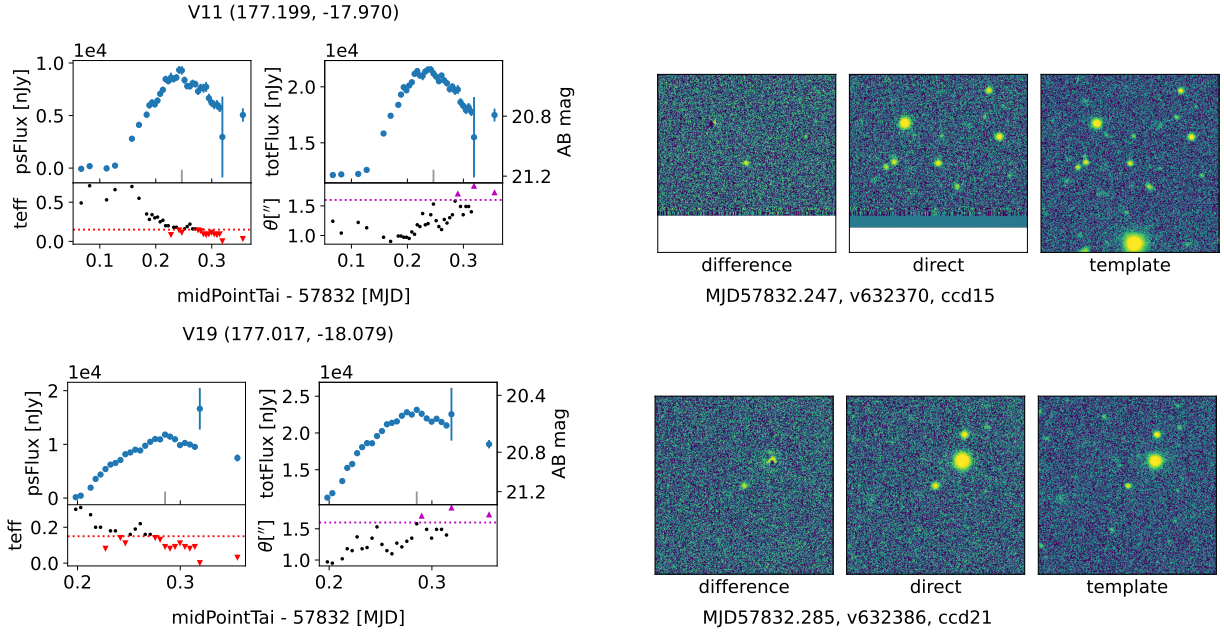 V11 (177.199, -17.970)
1e4
psFlux [nJy]
1.0
0.5
0.0
teff
0.5
0.0
0.1
0.2
0.3
1e4
totFlux [nJy]
2.0
1.5
20.8
21.2
AB mag
θ["]
1.5
1.0
0.1
0.2
0.3
midPointTai - 57832 [MJD]
difference
direct
template
MJD57832.247, v632370, ccd15
V19 (177.017, -18.079)
1e4
psFlux [nJy]
2
1
0
teff
0.2
0.0
0.2
0.3
1e4
totFlux [nJy]
2.5
2.0
1.5
20.4
20.8
21.2
AB mag
θ["]
1.5
1.0
0.2
0.3
midPointTai - 57832 [MJD]
difference
direct
template
MJD57832.285, v632386, ccd21